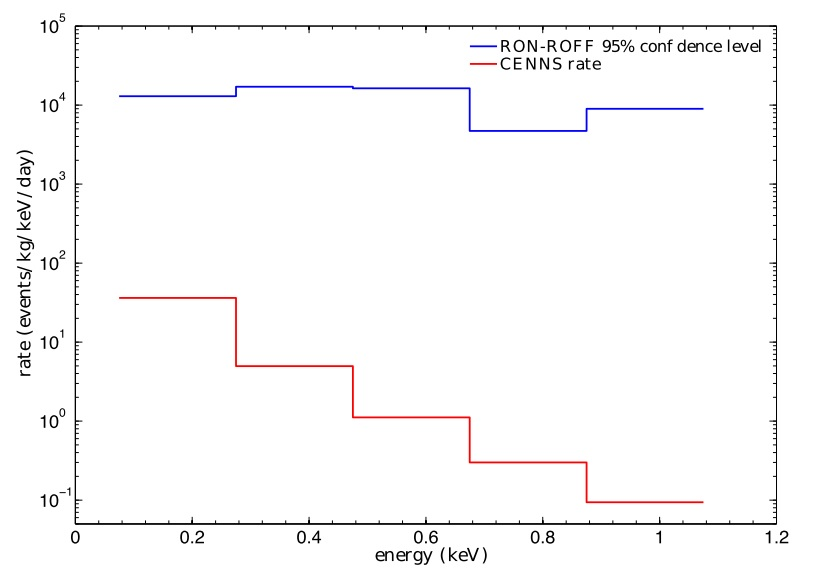 RON-ROFF 95% conf dence level
CENNS rate
rate (events/kg/keV/day)
10^5
10^4
10^3
10^2
10^1
10^0
10^−1
0 0.2 0.4 0.6 0.8 1 1.2
energy (keV)